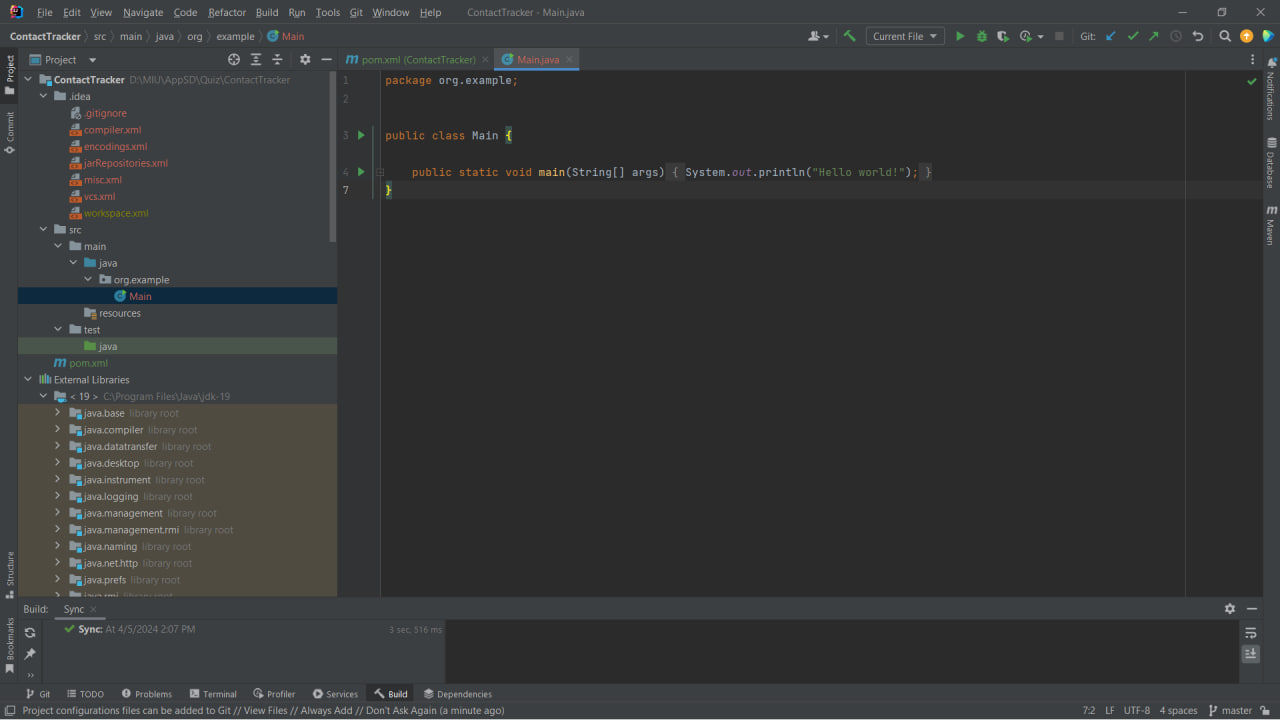 File Edit View Navigate Code Refactor Build Run Tools Git Window Help ContactTracker - Main.java
ContactTracker src main java org example Main Current File Git:
Project pom.xml (ContactTracker) Main.java
Project
Commit
Structure
Bookmarks
ContactTracker D:\MIU\AppSD\Quiz\ContactTracker
.idea
.gitignore
compiler.xml
encodings.xml
jarRepositories.xml
misc.xml
vcs.xml
workspace.xml
src
main
java
org.example
Main
resources
test
java
pom.xml
External Libraries
< 19 > C:\Program Files\Java\jdk-19
java.base library root
java.compiler library root
java.datatransfer library root
java.desktop library root
java.instrument library root
java.logging library root
java.management library root
java.management.rmi library root
java.naming library root
java.net.http library root
java.prefs library root
java.rmi library root
1 package org.example;
2
3 public class Main {
4 public static void main(String[] args) { System.out.println("Hello world!"); }
7 }
Notifications
Database
Maven
Build: Sync
Sync: At 4/5/2024 2:07 PM 3 sec, 516 ms
Git TODO Problems Terminal Profiler Services Build Dependencies
Project configurations files can be added to Git // View Files // Always Add // Don't Ask Again (a minute ago) 7:2 LF UTF-8 4 spaces master